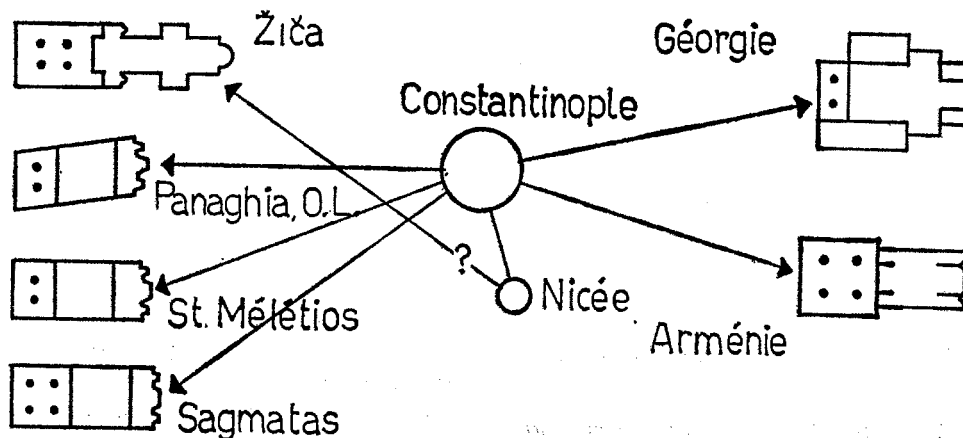 Žiča
Géorgie
Constantinople
Panaghia, O.L.
?
Nicée
St. Mélétios
Arménie
Sagmatas